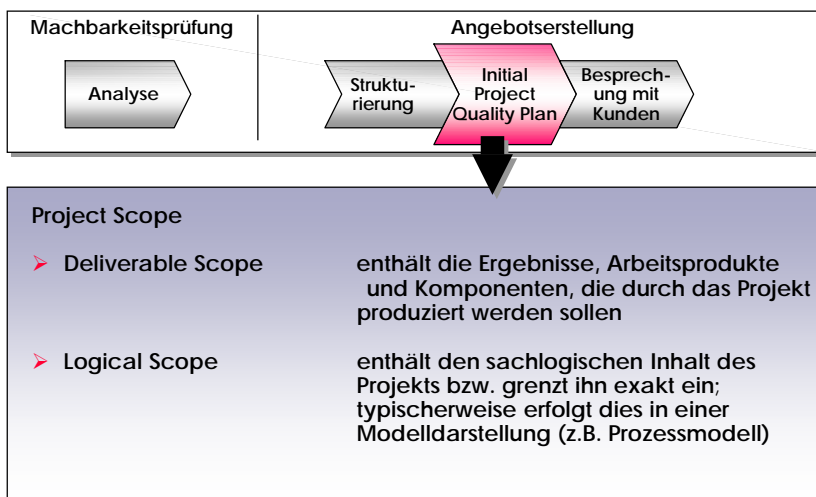 Machbarkeitsprüfung
Angebotserstellung
Analyse
Struktu-
rierung
Initial
Project
Quality Plan
Besprech-
ung mit
Kunden
Project Scope
➢ Deliverable Scope
enthält die Ergebnisse, Arbeitsprodukte
und Komponenten, die durch das Projekt
produziert werden sollen
➢ Logical Scope
enthält den sachlogischen Inhalt des
Projekts bzw. grenzt ihn exakt ein;
typischerweise erfolgt dies in einer
Modelldarstellung (z.B. Prozessmodell)